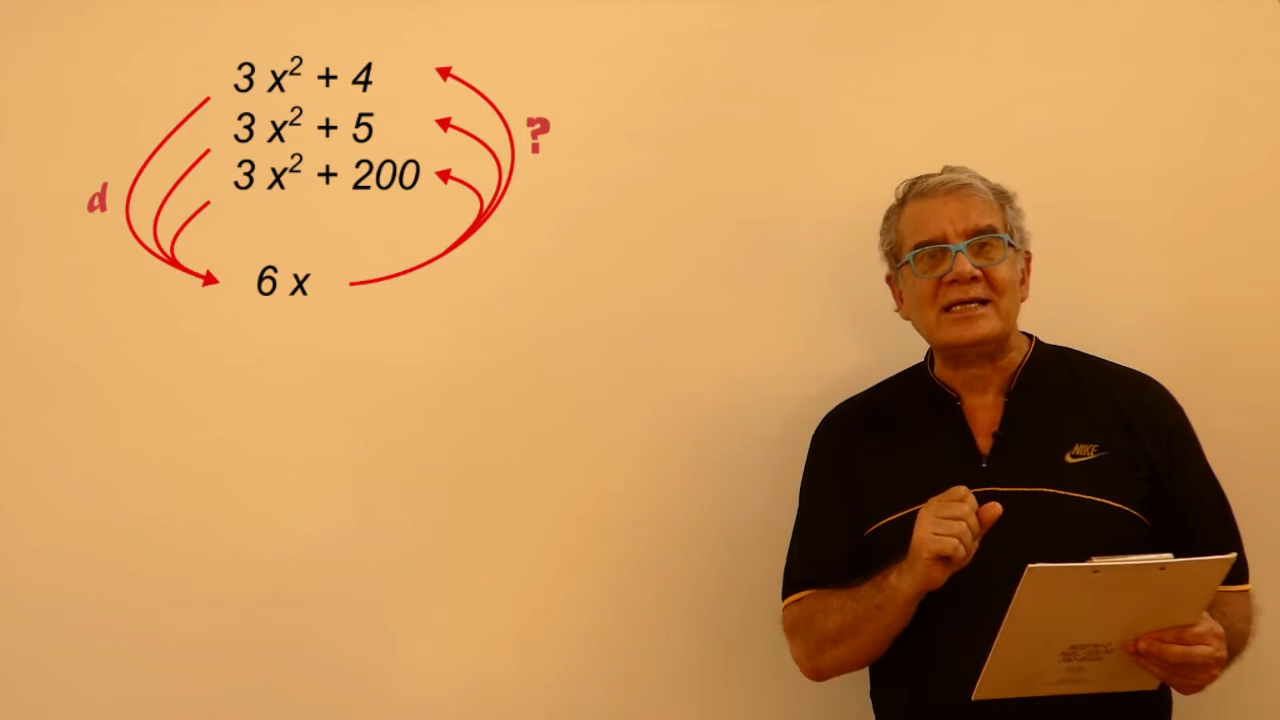 3 x² + 4
3 x² + 5
3 x² + 200
?
d
6 x
NIKE